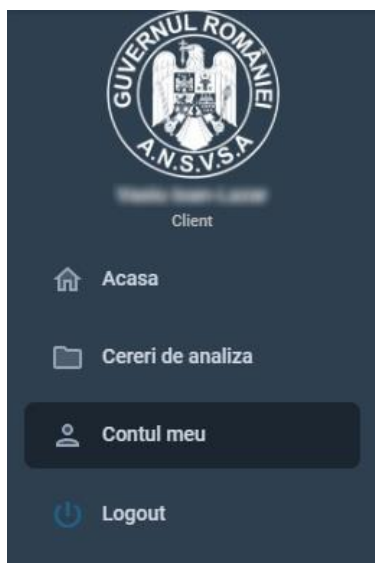 GUVERNUL ROMÂNIEI
A.N.S.V.S.A
Client
Acasa
Cereri de analiza
Contul meu
Logout